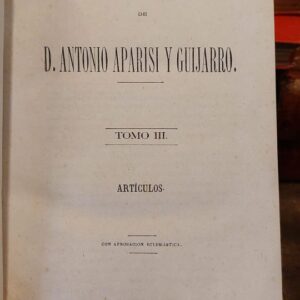 DE
D. ANTONIO APARISI Y GUIJARRO.
TOMO III.
ARTÍCULOS.
CON APROBACION ECLESIÁSTICA.